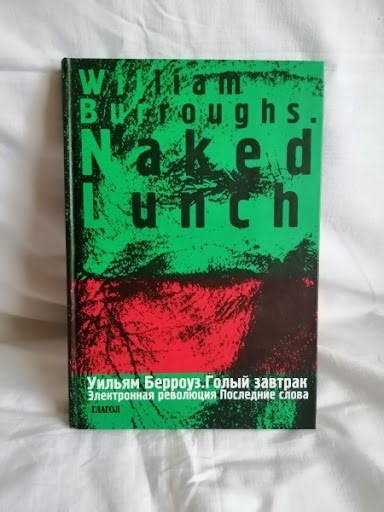 William
Burroughs.
Naked
Lunch
Уильям Берроуз.Голый завтрак
Электронная революция Последние слова
ГЛАГОЛ